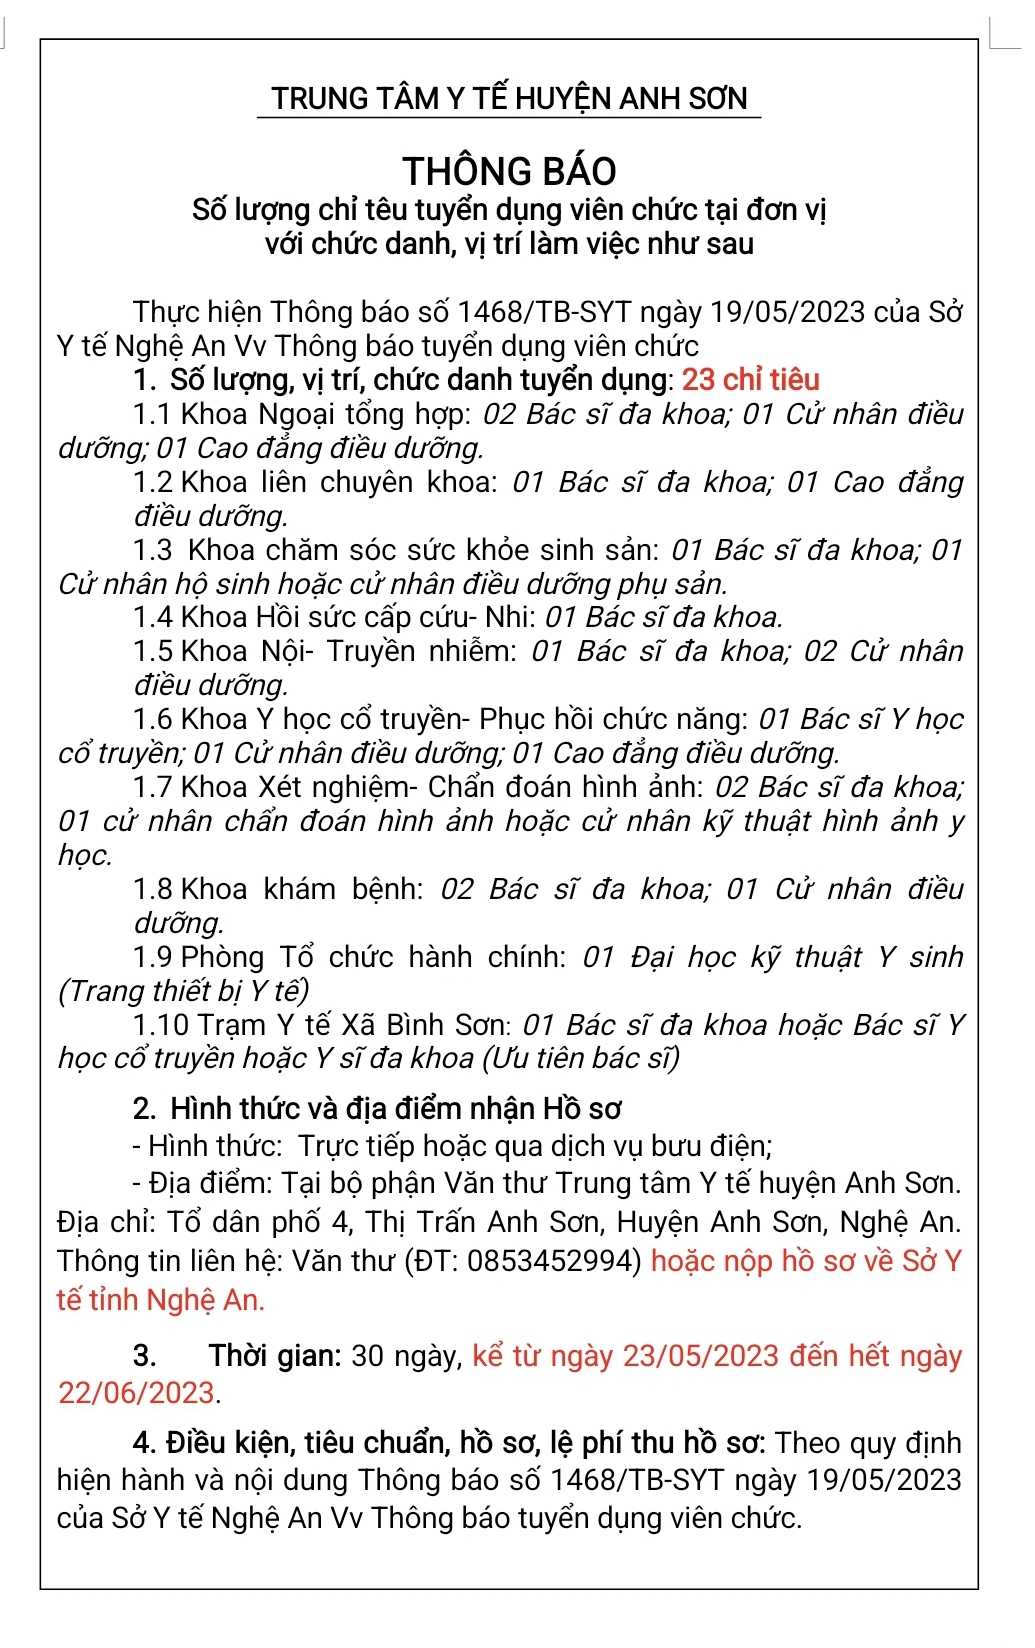 TRUNG TÂM Y TẾ HUYỆN ANH SƠN
THÔNG BÁO
Số lượng chỉ têu tuyển dụng viên chức tại đơn vị
với chức danh, vị trí làm việc như sau
Thực hiện Thông báo số 1468/TB-SYT ngày 19/05/2023 của Sở
Y tế Nghệ An Vv Thông báo tuyển dụng viên chức
1. Số lượng, vị trí, chức danh tuyển dụng: 23 chỉ tiêu
1.1 Khoa Ngoại tổng hợp: 02 Bác sĩ đa khoa; 01 Cử nhân điều
dưỡng; 01 Cao đẳng điều dưỡng.
1.2 Khoa liên chuyên khoa: 01 Bác sĩ đa khoa; 01 Cao đẳng
điều dưỡng.
1.3 Khoa chăm sóc sức khỏe sinh sản: 01 Bác sĩ đa khoa; 01
Cử nhân hộ sinh hoặc cử nhân điều dưỡng phụ sản.
1.4 Khoa Hồi sức cấp cứu- Nhi: 01 Bác sĩ đa khoa.
1.5 Khoa Nội- Truyền nhiễm: 01 Bác sĩ đa khoa; 02 Cử nhân
điều dưỡng.
1.6 Khoa Y học cổ truyền- Phục hồi chức năng: 01 Bác sĩ Y học
cổ truyền; 01 Cử nhân điều dưỡng; 01 Cao đẳng điều dưỡng.
1.7 Khoa Xét nghiệm- Chẩn đoán hình ảnh: 02 Bác sĩ đa khoa;
01 cử nhân chẩn đoán hình ảnh hoặc cử nhân kỹ thuật hình ảnh y
học.
1.8 Khoa khám bệnh: 02 Bác sĩ đa khoa; 01 Cử nhân điều
dưỡng.
1.9 Phòng Tổ chức hành chính: 01 Đại học kỹ thuật Y sinh
(Trang thiết bị Y tế)
1.10 Trạm Y tế Xã Bình Sơn: 01 Bác sĩ đa khoa hoặc Bác sĩ Y
học cổ truyền hoặc Y sĩ đa khoa (Ưu tiên bác sĩ)
2. Hình thức và địa điểm nhận Hồ sơ
- Hình thức: Trực tiếp hoặc qua dịch vụ bưu điện;
- Địa điểm: Tại bộ phận Văn thư Trung tâm Y tế huyện Anh Sơn.
Địa chỉ: Tổ dân phố 4, Thị Trấn Anh Sơn, Huyện Anh Sơn, Nghệ An.
Thông tin liên hệ: Văn thư (ĐT: 0853452994) hoặc nộp hồ sơ về Sở Y
tế tỉnh Nghệ An.
3. Thời gian: 30 ngày, kể từ ngày 23/05/2023 đến hết ngày
22/06/2023.
4. Điều kiện, tiêu chuẩn, hồ sơ, lệ phí thu hồ sơ: Theo quy định
hiện hành và nội dung Thông báo số 1468/TB-SYT ngày 19/05/2023
của Sở Y tế Nghệ An Vv Thông báo tuyển dụng viên chức.